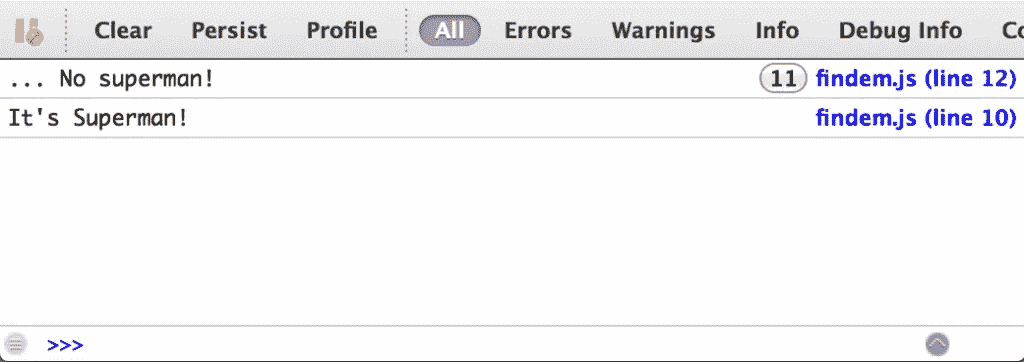 Clear Persist Profile All Errors Warnings Info Debug Info Co
... No superman! 11 findem.js (line 12)
It's Superman! findem.js (line 10)
>>>